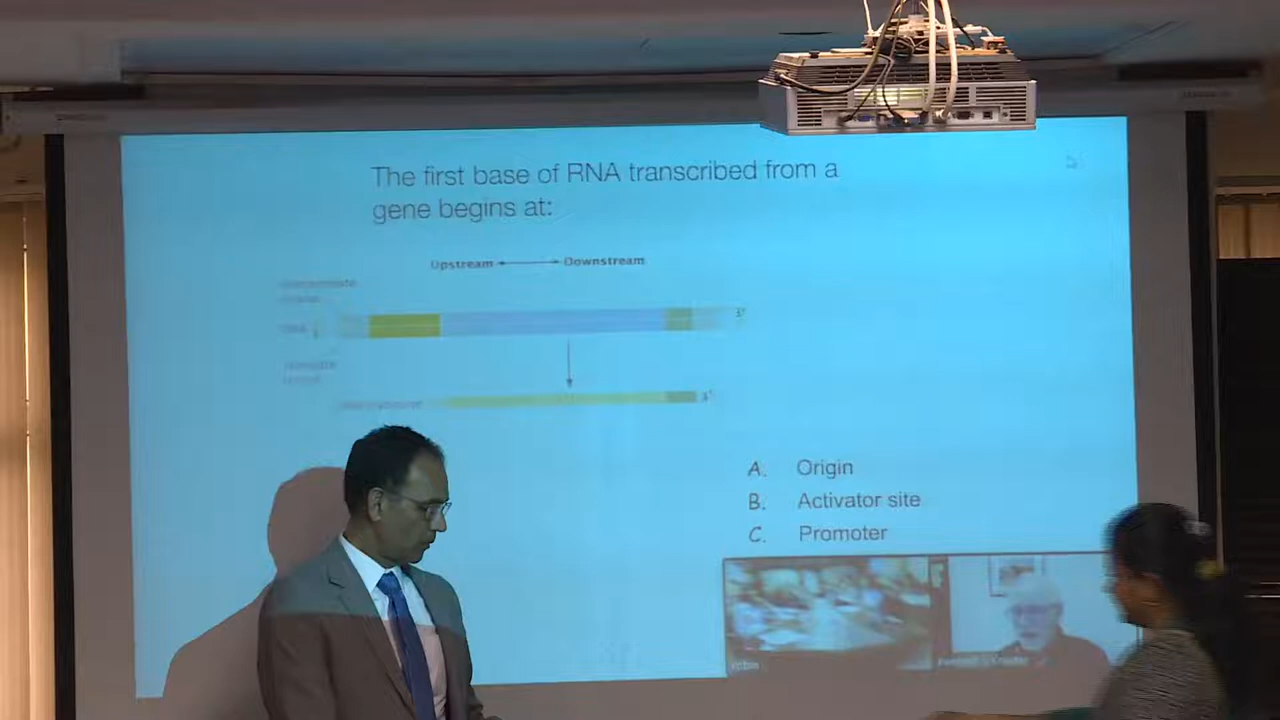 The first base of RNA transcribed from a
gene begins at:
Upstream Downstream
3'
3'
A. Origin
B. Activator site
C. Promoter